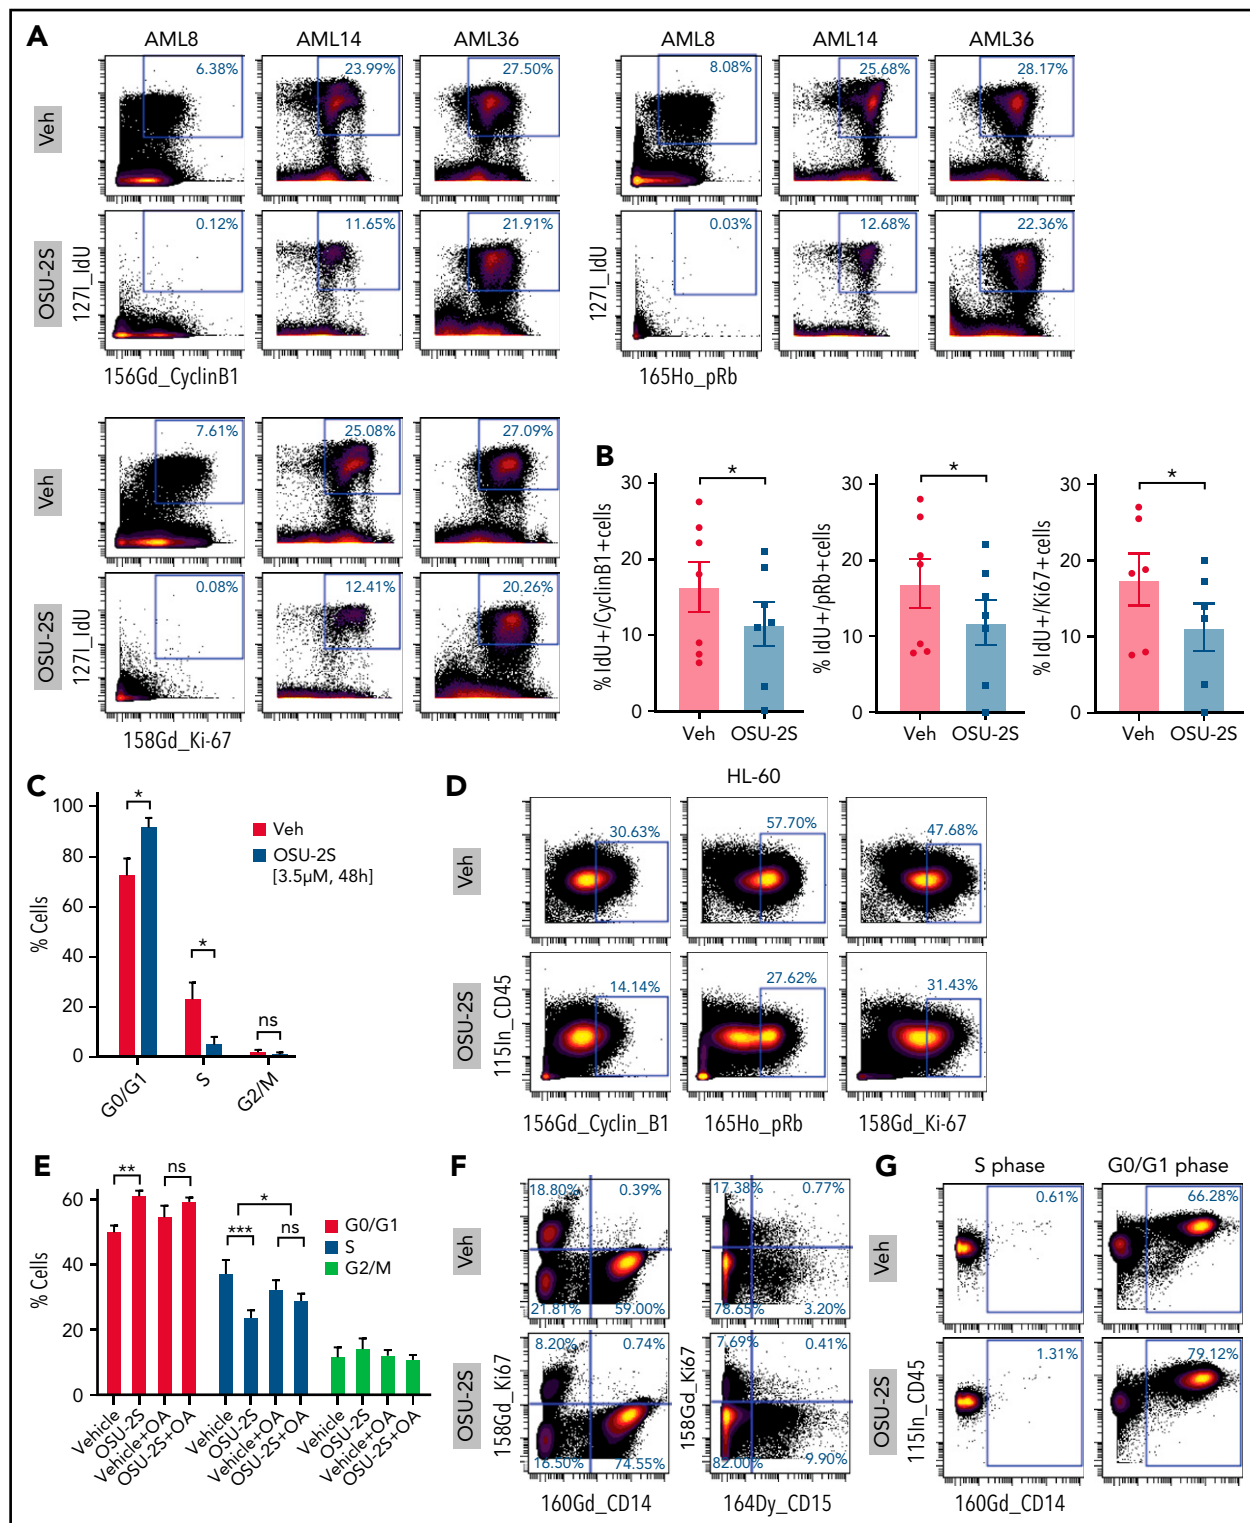 A
AML8 AML14 AML36 AML8 AML14 AML36
Veh
6.38% 23.99% 27.50% 8.08% 25.68% 28.17%
OSU-2S
0.12% 11.65% 21.91% 0.03% 12.68% 22.36%
127I_IdU 127I_IdU
156Gd_CyclinB1 165Ho_pRb
Veh
7.61% 25.08% 27.09%
OSU-2S
0.08% 12.41% 20.26%
127I_IdU
158Gd_Ki-67
B
* * *
% IdU+/CyclinB1+cells
30
20
10
0
Veh OSU-2S
% IdU+/pRb+cells
30
20
10
0
Veh OSU-2S
% IdU+/Ki67+cells
30
20
10
0
Veh OSU-2S
C
% Cells
100
80
60
40
20
0
* * ns
Veh
OSU-2S
[3.5µM, 48h]
G0/G1 S G2/M
D
HL-60
Veh
30.63% 57.70% 47.68%
OSU-2S
14.14% 27.62% 31.43%
115In_CD45
156Gd_Cyclin_B1 165Ho_pRb 158Gd_Ki-67
E
% Cells
60
40
20
0
** ns
*
*** ns
G0/G1
S
G2/M
Vehicle OSU-2S Vehicle+OA OSU-2S+OA Vehicle OSU-2S Vehicle+OA OSU-2S+OA Vehicle OSU-2S Vehicle+OA OSU-2S+OA
F
Veh
18.80% 0.39% 17.38% 0.77%
21.81% 59.00% 78.65% 3.20%
OSU-2S
8.20% 0.74% 7.69% 0.41%
16.50% 74.55% 82.00% 9.90%
158Gd_Ki67 158Gd_Ki67
160Gd_CD14 164Dy_CD15
G
S phase G0/G1 phase
Veh
0.61% 66.28%
OSU-2S
1.31% 79.12%
115In_CD45
160Gd_CD14